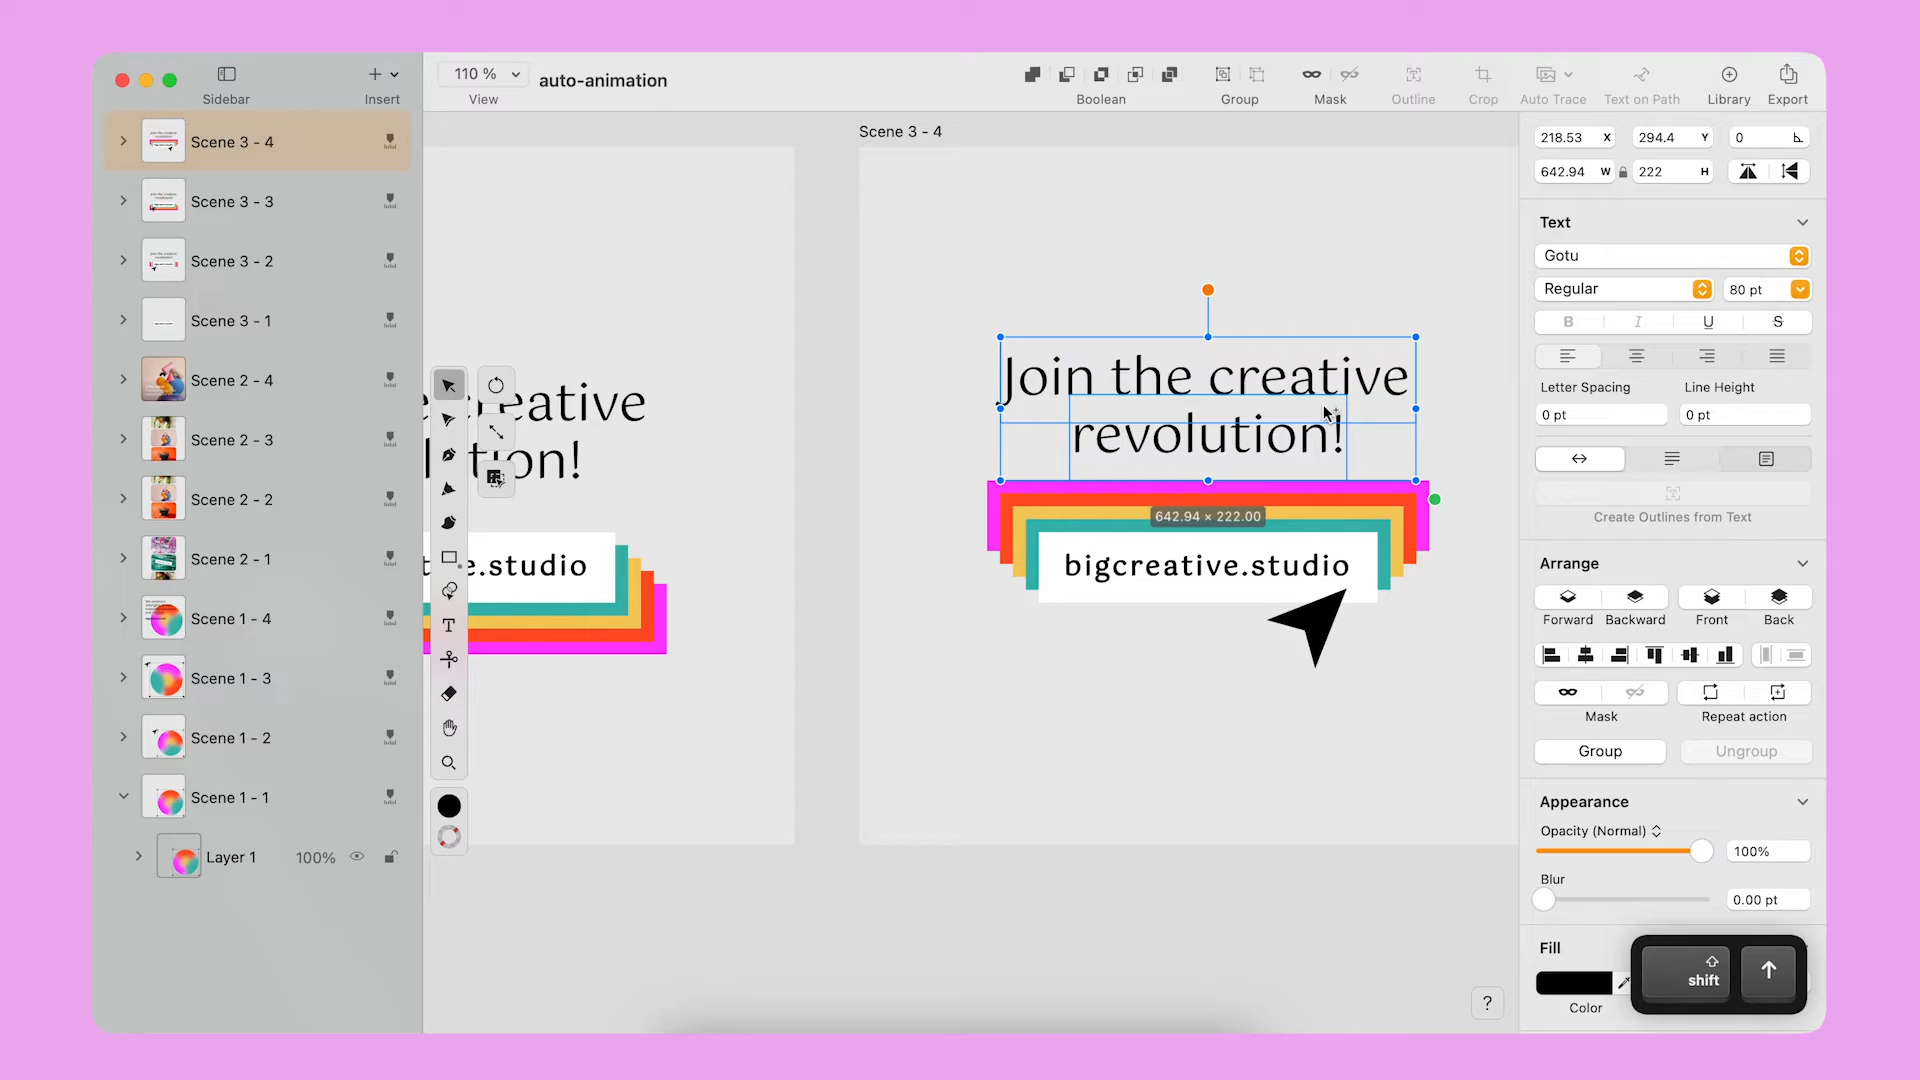 Sidebar
Insert
110 %
View
auto-animation
Boolean
Group
Mask
Outline
Crop
Auto Trace
Text on Path
Library
Export
Scene 3 - 4
Scene 3 - 3
Scene 3 - 2
Scene 3 - 1
Scene 2 - 4
Scene 2 - 3
Scene 2 - 2
Scene 2 - 1
Scene 1 - 4
Scene 1 - 3
Scene 1 - 2
Scene 1 - 1
Layer 1 100%
creative
tion!
e.studio
T
Scene 3 - 4
Join the creative
revolution!
642.94 × 222.00
bigcreative.studio
?
218.53 X 294.4 Y 0
642.94 W 222 H
Text
Gotu
Regular 80 pt
B I U S
Letter Spacing Line Height
0 pt 0 pt
Create Outlines from Text
Arrange
Forward Backward Front Back
Mask Repeat action
Group Ungroup
Appearance
Opacity (Normal)
100%
Blur
0.00 pt
Fill
Color
shift